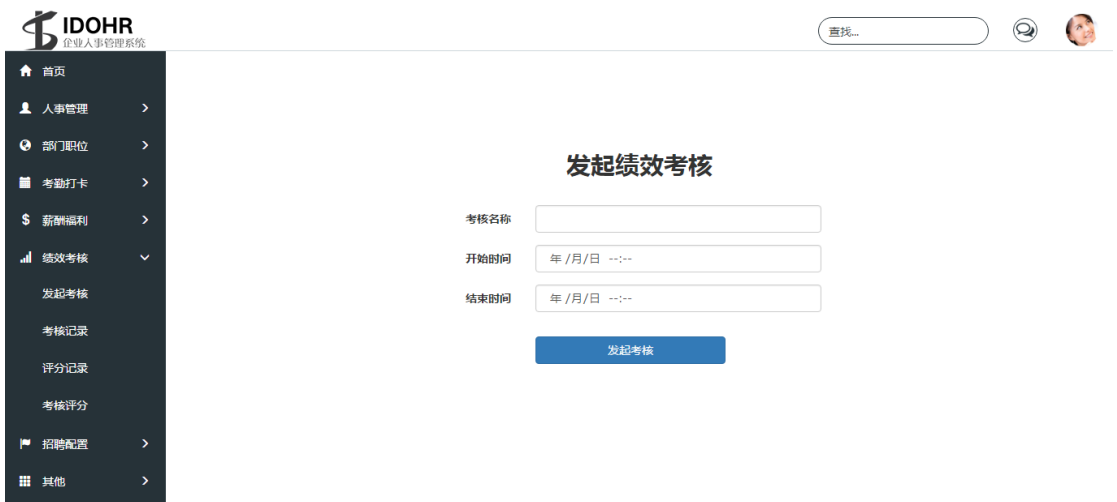 IDOHR
企业人事管理系统
查找...
首页
人事管理
部门职位
考勤打卡
$ 薪酬福利
绩效考核
发起考核
考核记录
评分记录
考核评分
招聘配置
其他
发起绩效考核
考核名称
开始时间 年 /月/日 --:--
结束时间 年 /月/日 --:--
发起考核